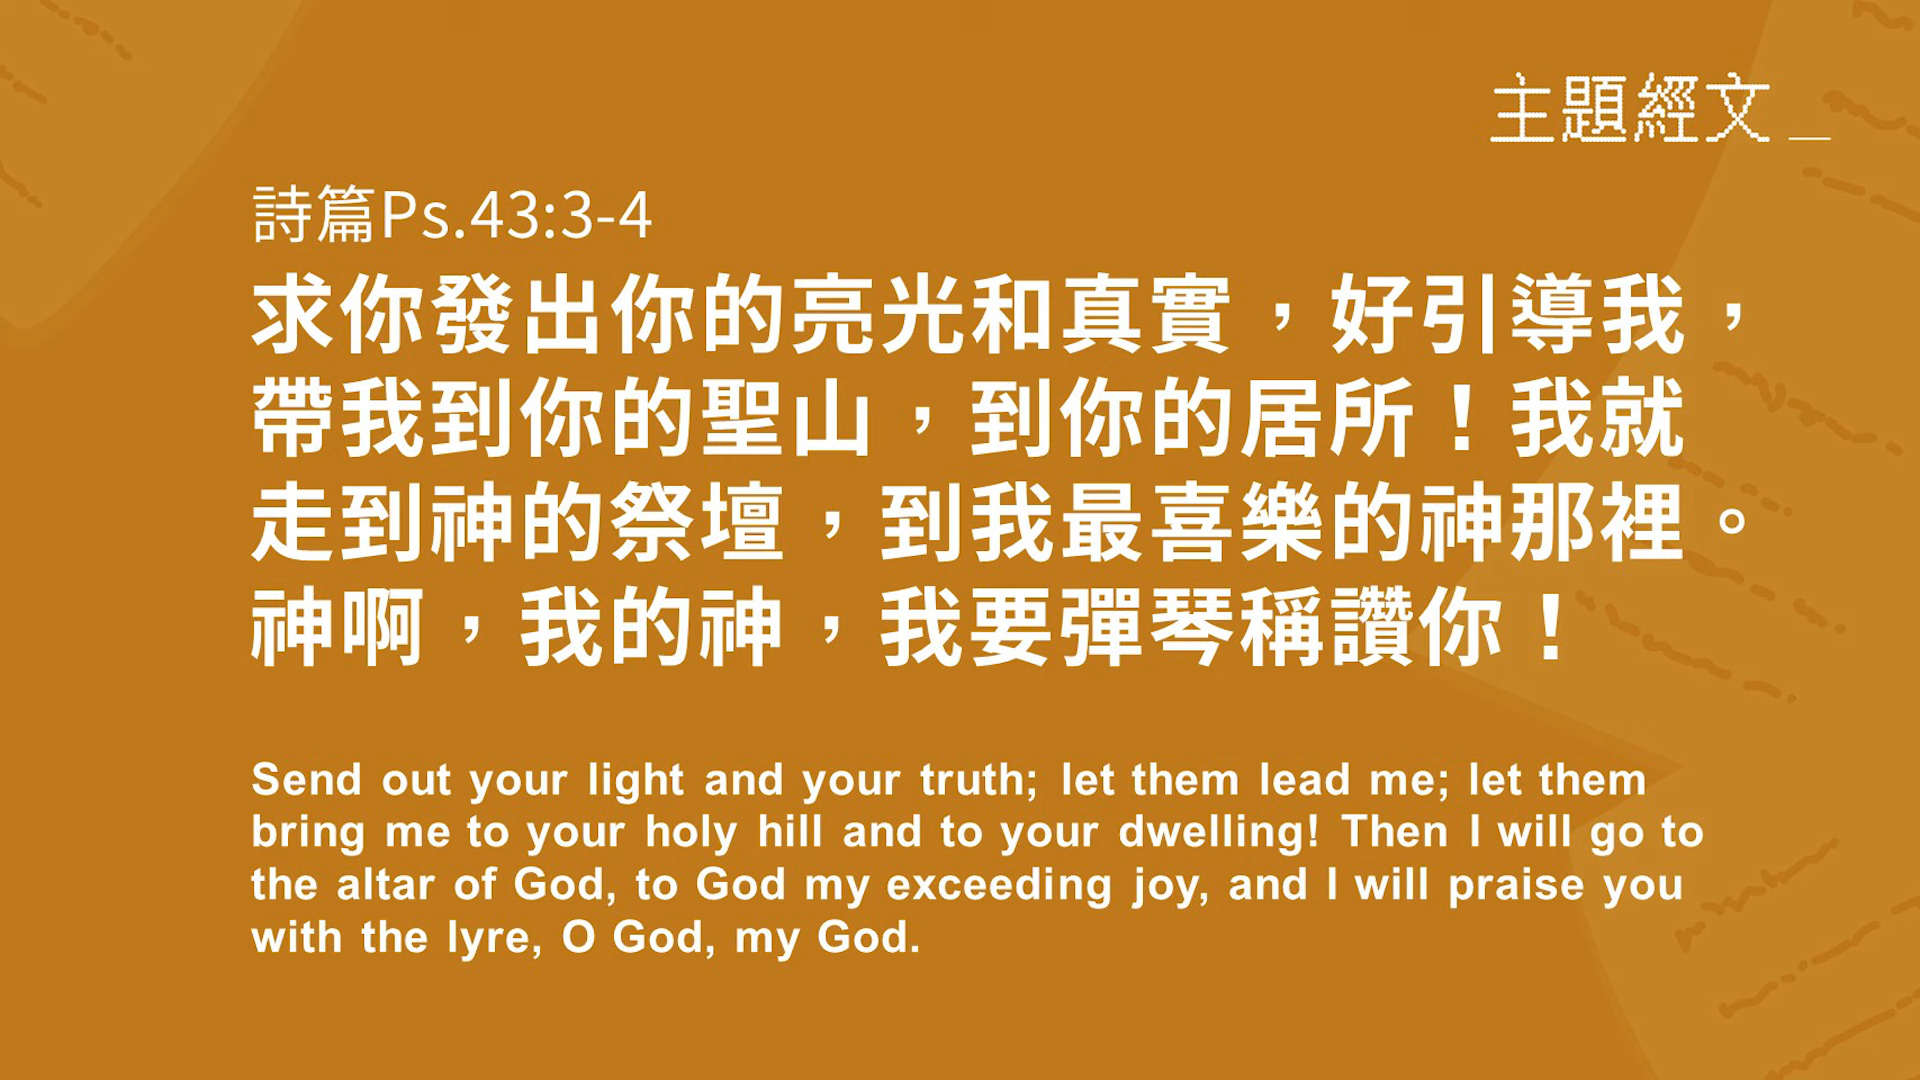 主題經文_
詩篇Ps.43:3-4
求你發出你的亮光和真實，好引導我，
帶我到你的聖山，到你的居所！我就
走到神的祭壇，到我最喜樂的神那裡。
神啊，我的神，我要彈琴稱讚你！
Send out your light and your truth; let them lead me; let them
bring me to your holy hill and to your dwelling! Then I will go to
the altar of God, to God my exceeding joy, and I will praise you
with the lyre, O God, my God.